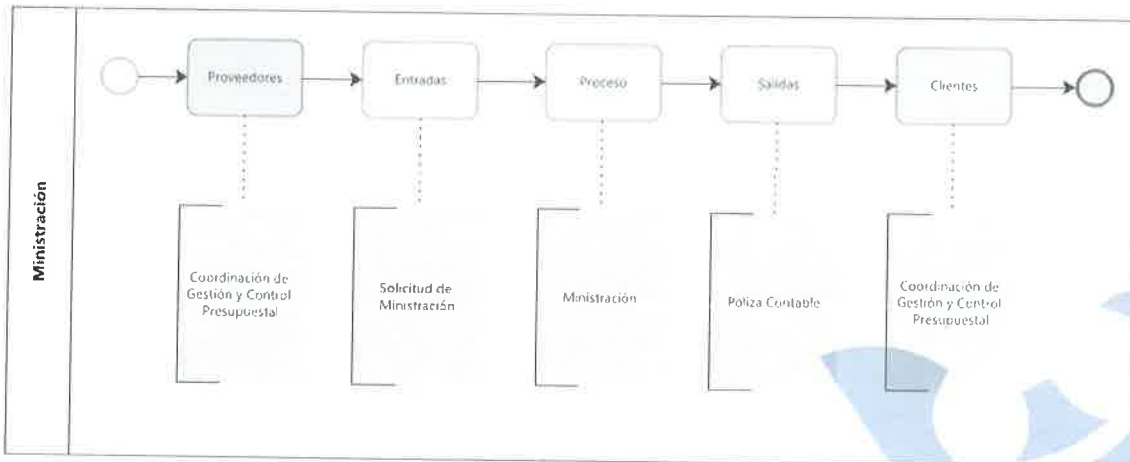 Ministración
Proveedores
Entradas
Proceso
Salidas
Clientes
Coordinación de
Gestión y Control
Presupuestal
Solicitud de
Ministración
Ministración
Póliza Contable
Coordinación de
Gestión y Control
Presupuestal